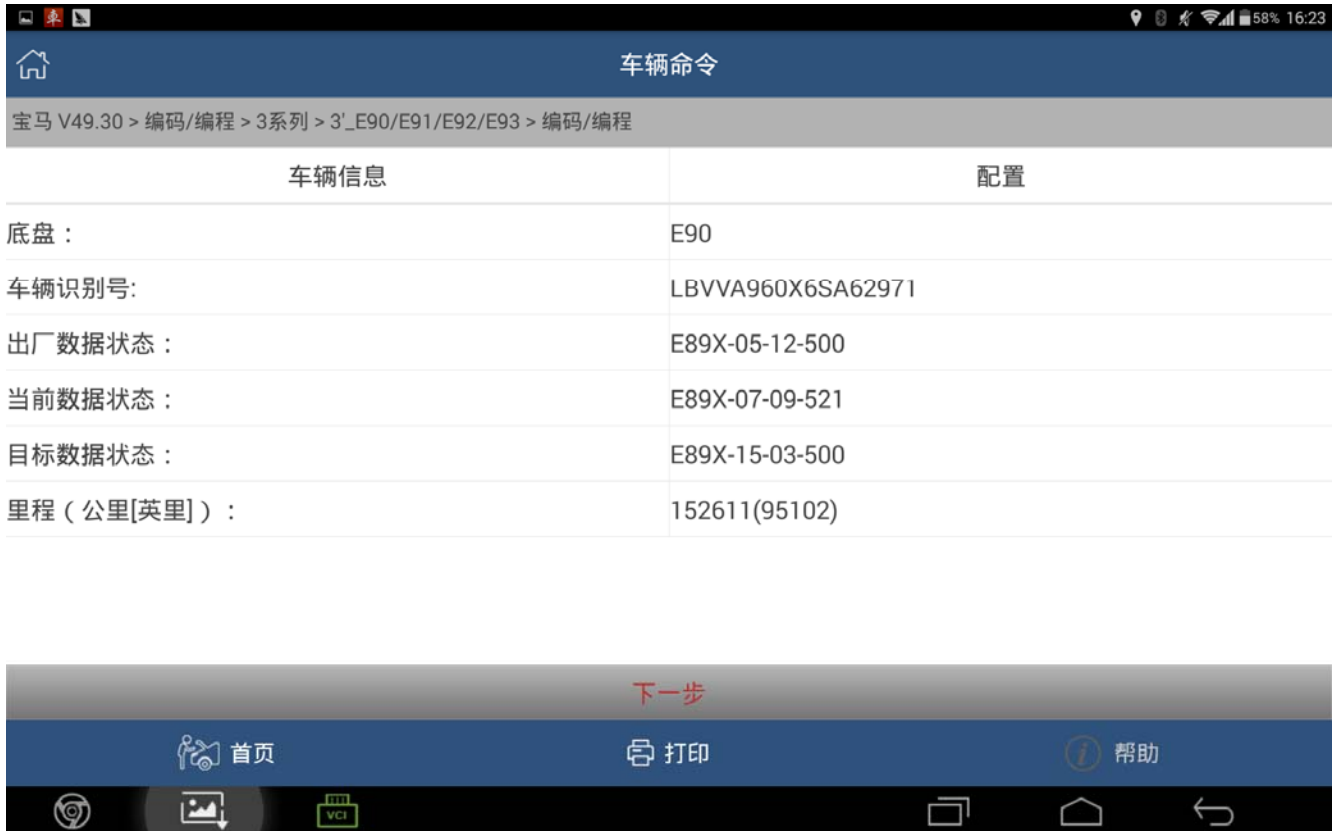 58% 16:23
车辆命令
宝马 V49.30 > 编码/编程 > 3系列 > 3'_E90/E91/E92/E93 > 编码/编程
车辆信息 配置
底盘： E90
车辆识别号: LBVVA960X6SA62971
出厂数据状态： E89X-05-12-500
当前数据状态： E89X-07-09-521
目标数据状态： E89X-15-03-500
里程（公里[英里]）： 152611(95102)
下一步
首页 打印 帮助
VCI